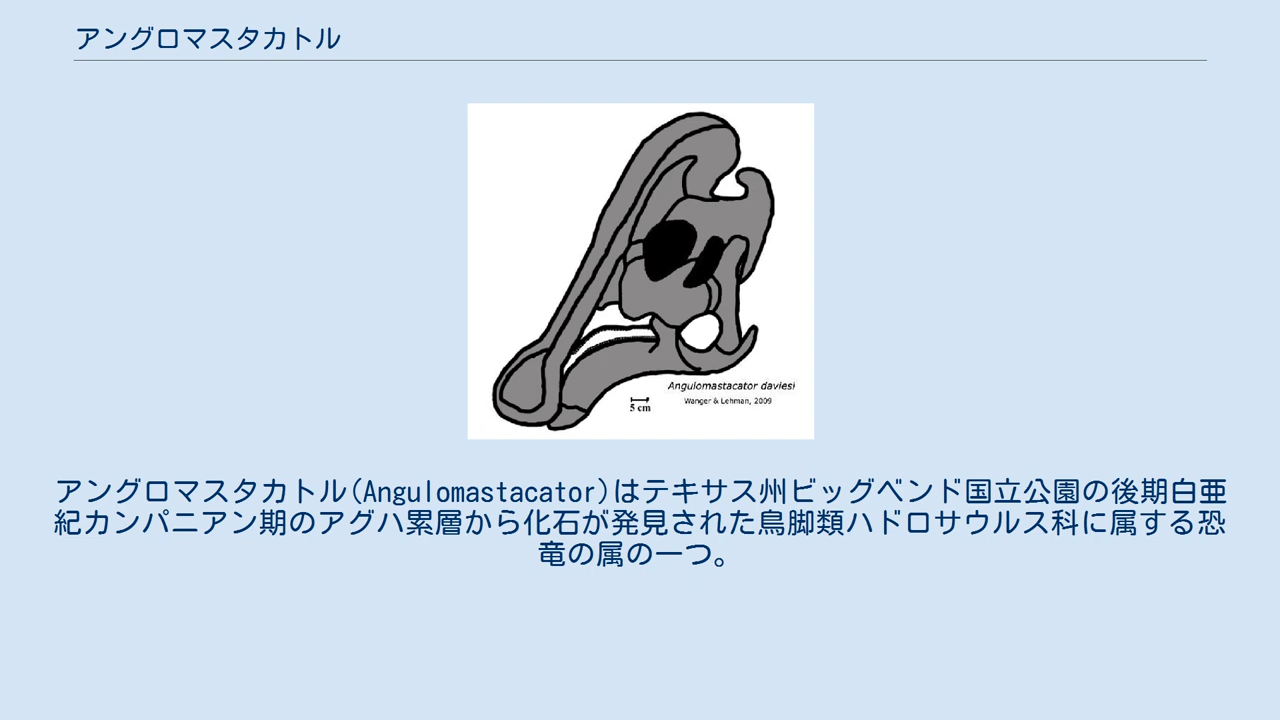 アングロマスタカトル
Angulomastacator daviesi
Wanger & Lehman, 2009
5 cm
アングロマスタカトル(Angulomastacator)はテキサス州ビッグベンド国立公園の後期白亜
紀カンパニアン期のアグハ累層から化石が発見された鳥脚類ハドロサウルス科に属する恐
竜の属の一つ。